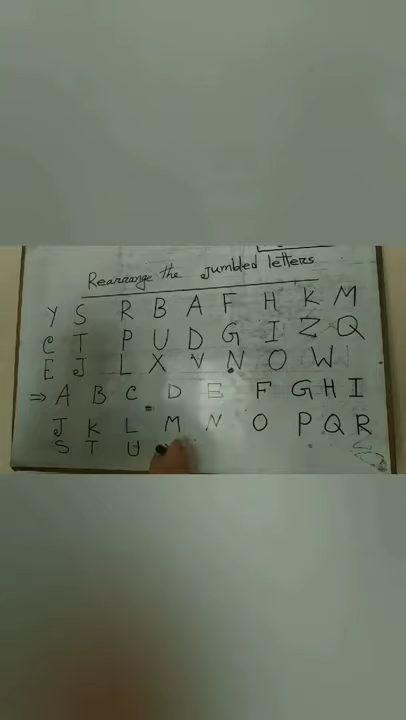 Rearrange the Jumbled letters
Y S R B A F H K M
C T P U D G I Z Q
E J L X V N O W
⇒ A B C D E F G H I
J K L M N O P Q R
S T U